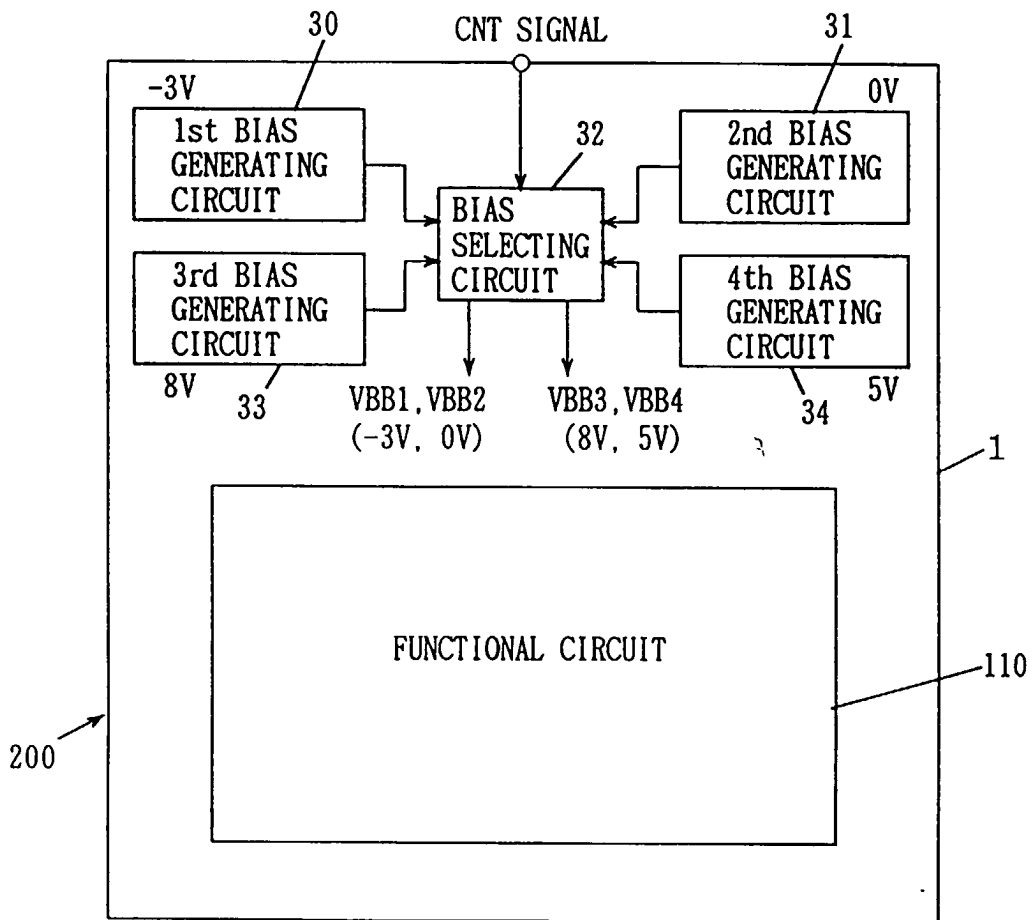 30
CNT SIGNAL
31
-3V
0V
1st BIAS
GENERATING
CIRCUIT
32
2nd BIAS
GENERATING
CIRCUIT
BIAS
SELECTING
CIRCUIT
3rd BIAS
GENERATING
CIRCUIT
4th BIAS
GENERATING
CIRCUIT
8V
33
VBB1, VBB2
(-3V, 0V)
VBB3, VBB4
(8V, 5V)
34
5V
1
FUNCTIONAL CIRCUIT
110
200